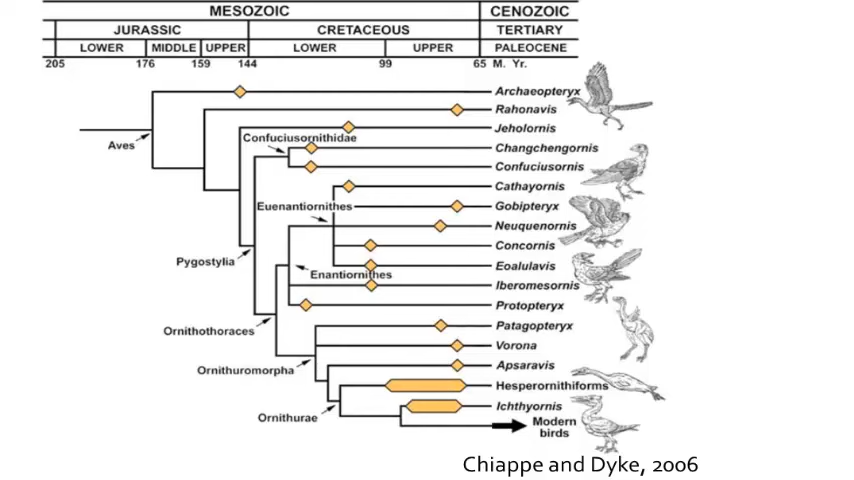 MESOZOIC CENOZOIC
JURASSIC CRETACEOUS TERTIARY
LOWER MIDDLE UPPER LOWER UPPER PALEOCENE
205 176 159 144 99 65 M. Yr.
Archaeopteryx
Rahonavis
Jeholornis
Confuciusornithidae
Aves
Changchengornis
Confuciusornis
Cathayornis
Euenantiornithes
Gobipteryx
Neuquenornis
Concornis
Pygostylia
Eoalulavis
Enantiornithes
Iberomesornis
Protopteryx
Ornithothoraces
Patagopteryx
Vorona
Apsaravis
Ornithuromorpha
Hesperornithiforms
Ichthyornis
Ornithurae
Modern
birds
Chiappe and Dyke, 2006